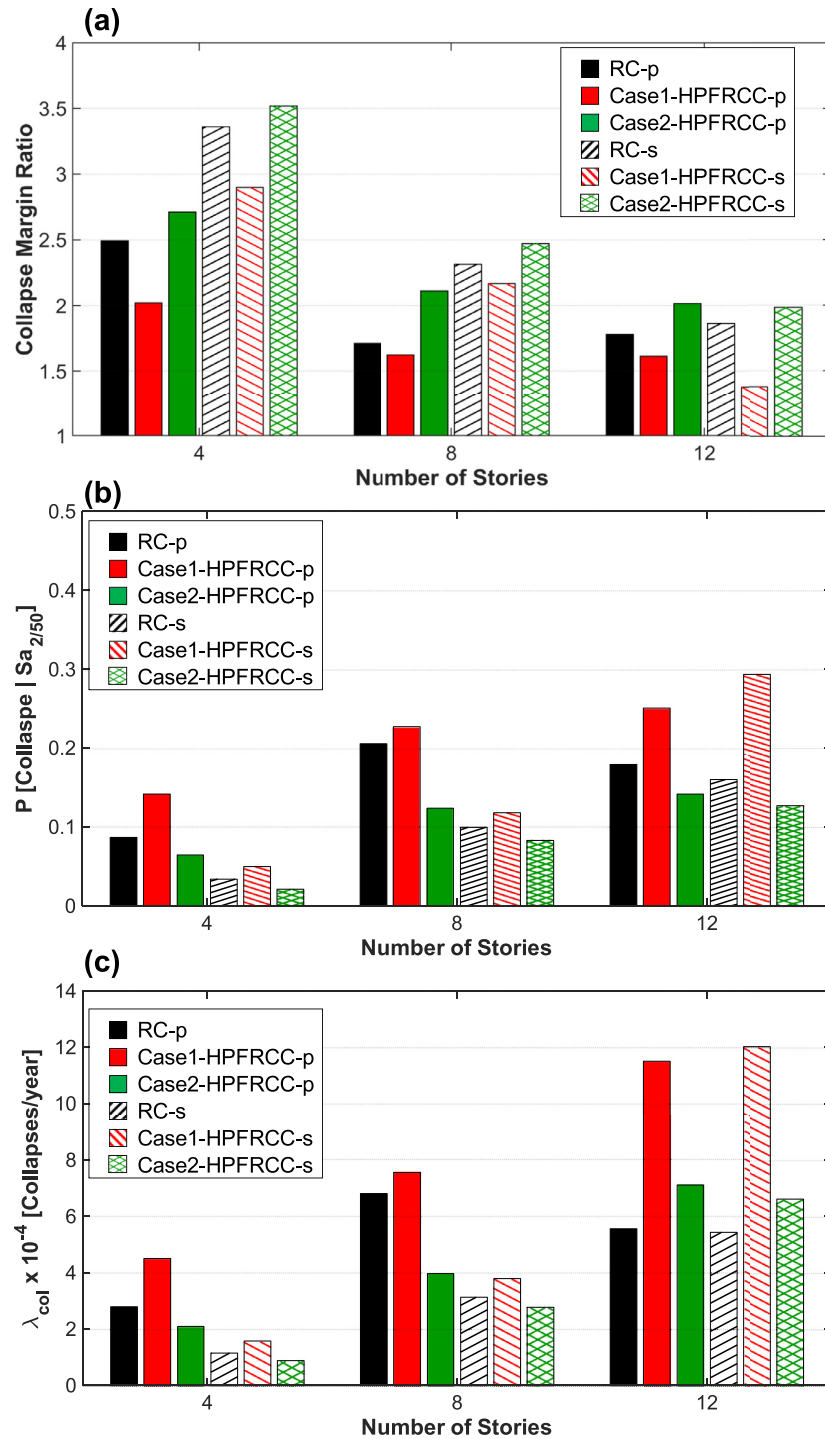 (a)
4
3.5
3
2.5
2
1.5
1
Collapse Margin Ratio
RC-p
Case1-HPFRCC-p
Case2-HPFRCC-p
RC-s
Case1-HPFRCC-s
Case2-HPFRCC-s
4 8 12
Number of Stories
(b)
0.5
0.4
0.3
0.2
0.1
0
P [Collaspe | Sa2/50]
RC-p
Case1-HPFRCC-p
Case2-HPFRCC-p
RC-s
Case1-HPFRCC-s
Case2-HPFRCC-s
4 8 12
Number of Stories
(c)
14
12
10
8
6
4
2
0
λcol x 10-4 [Collapses/year]
RC-p
Case1-HPFRCC-p
Case2-HPFRCC-p
RC-s
Case1-HPFRCC-s
Case2-HPFRCC-s
4 8 12
Number of Stories